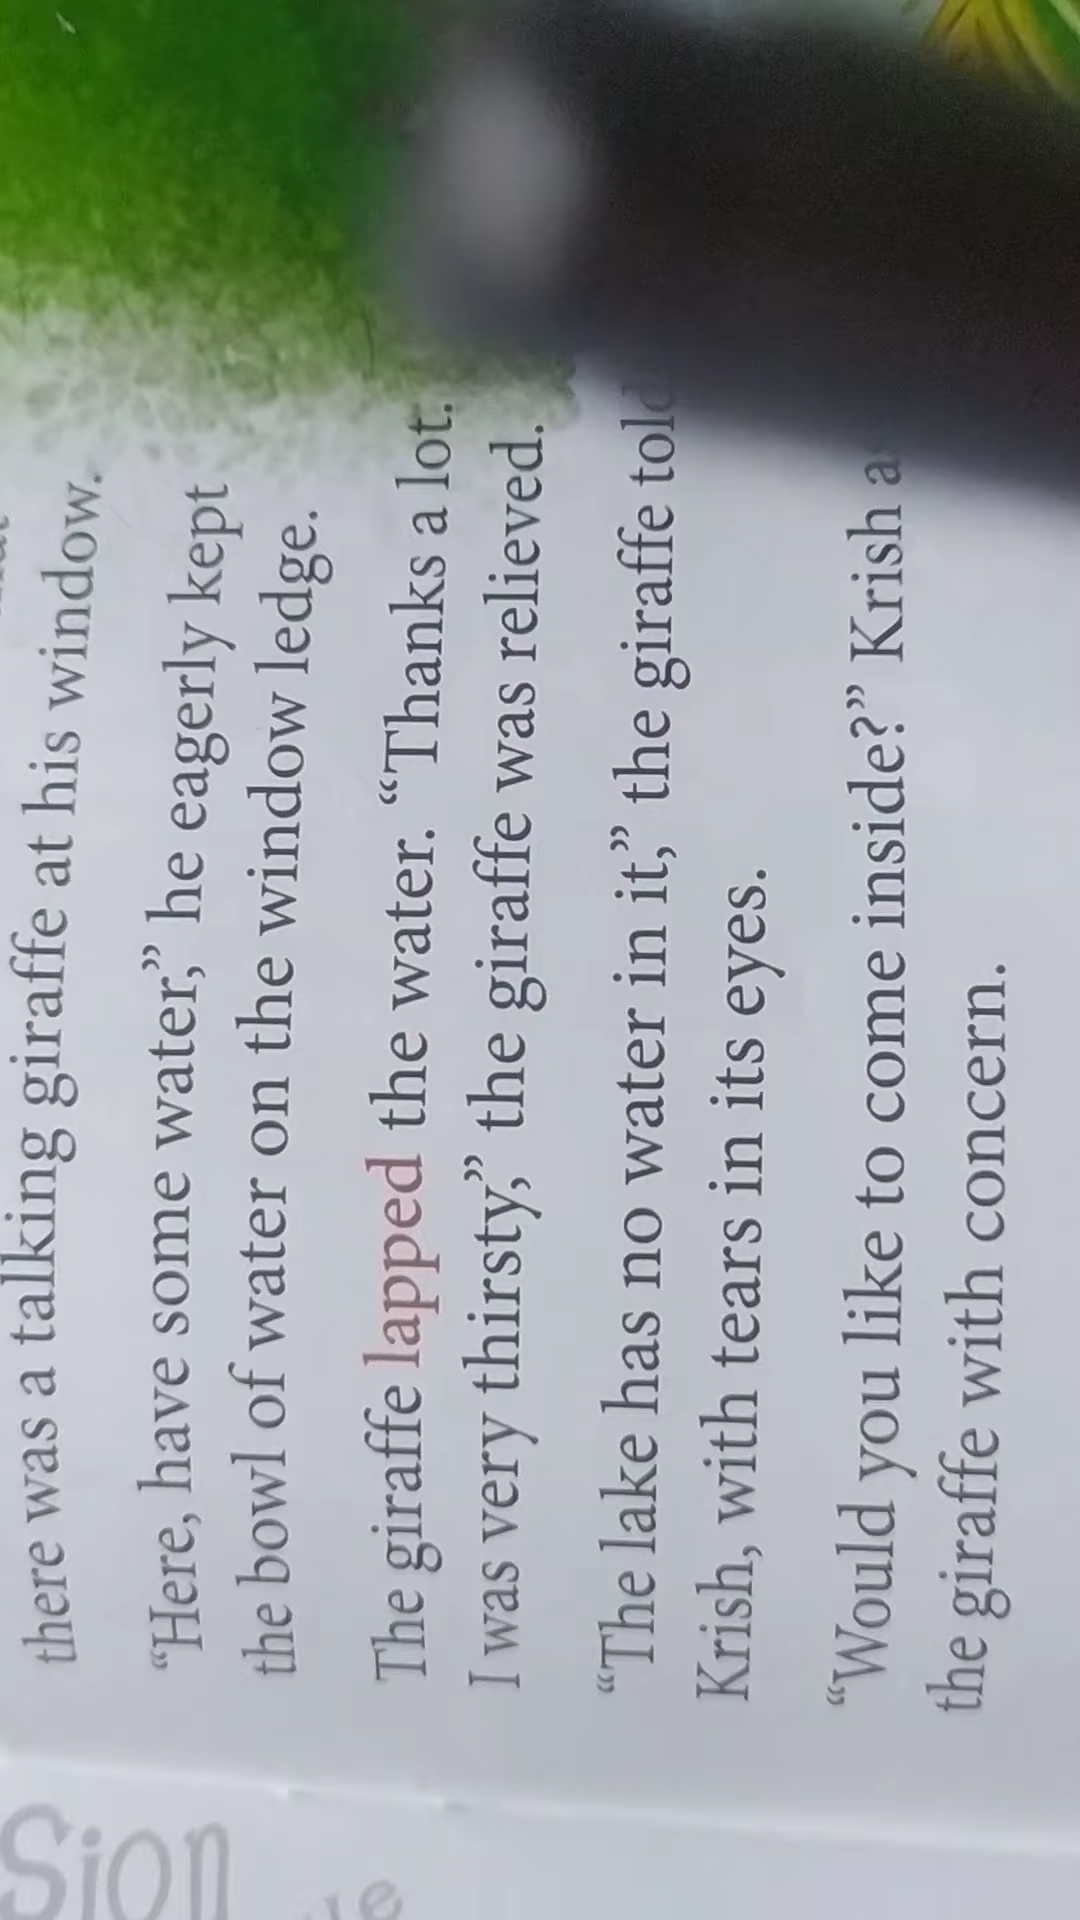 there was a talking giraffe at his window.
“Here, have some water,” he eagerly kept
the bowl of water on the window ledge.
The giraffe lapped the water. “Thanks a lot.
I was very thirsty,” the giraffe was relieved.
“The lake has no water in it,” the giraffe told
Krish, with tears in its eyes.
“Would you like to come inside?” Krish
the giraffe with concern.